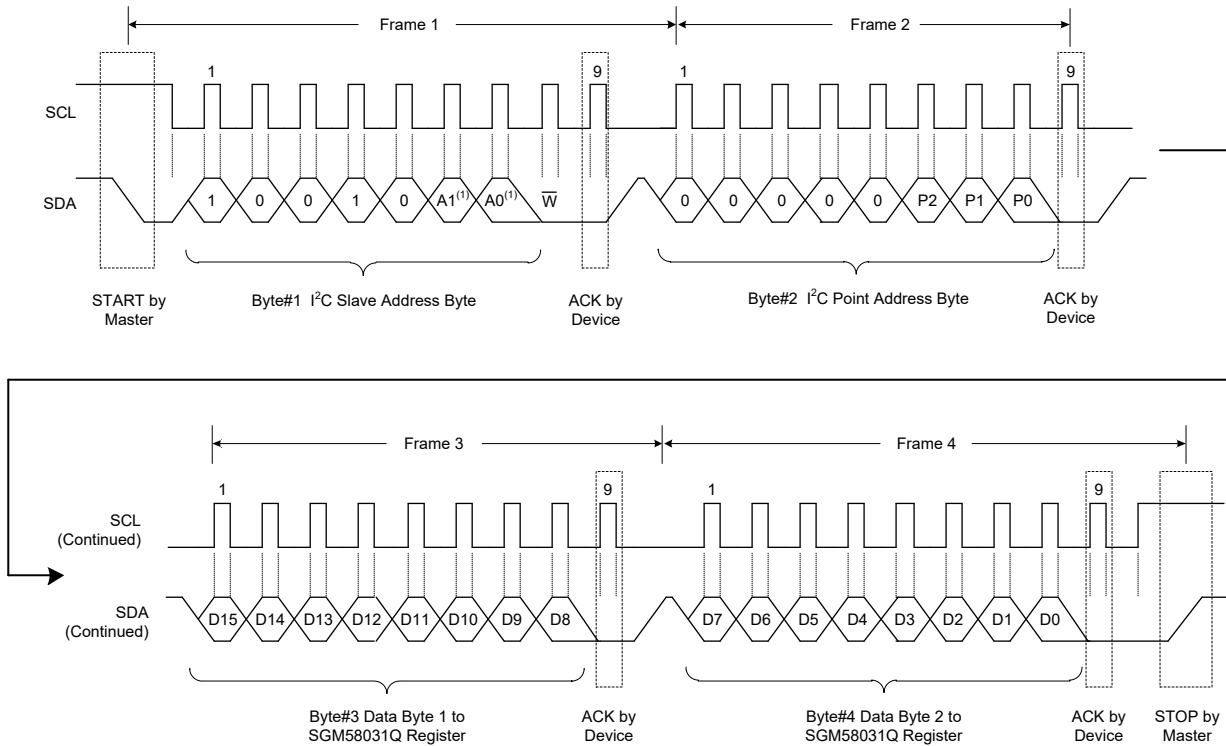 Frame 1 Frame 2
1 9 1 9
SCL
SDA 1 0 0 1 0 A1(1) A0(1) W̅ 0 0 0 0 0 P2 P1 P0
START by
Master
Byte#1 I²C Slave Address Byte
ACK by
Device
Byte#2 I²C Point Address Byte
ACK by
Device
Frame 3 Frame 4
1 9 1 9
SCL
(Continued)
SDA
(Continued)
D15 D14 D13 D12 D11 D10 D9 D8 D7 D6 D5 D4 D3 D2 D1 D0
Byte#3 Data Byte 1 to
SGM58031Q Register
ACK by
Device
Byte#4 Data Byte 2 to
SGM58031Q Register
ACK by
Device
STOP by
Master